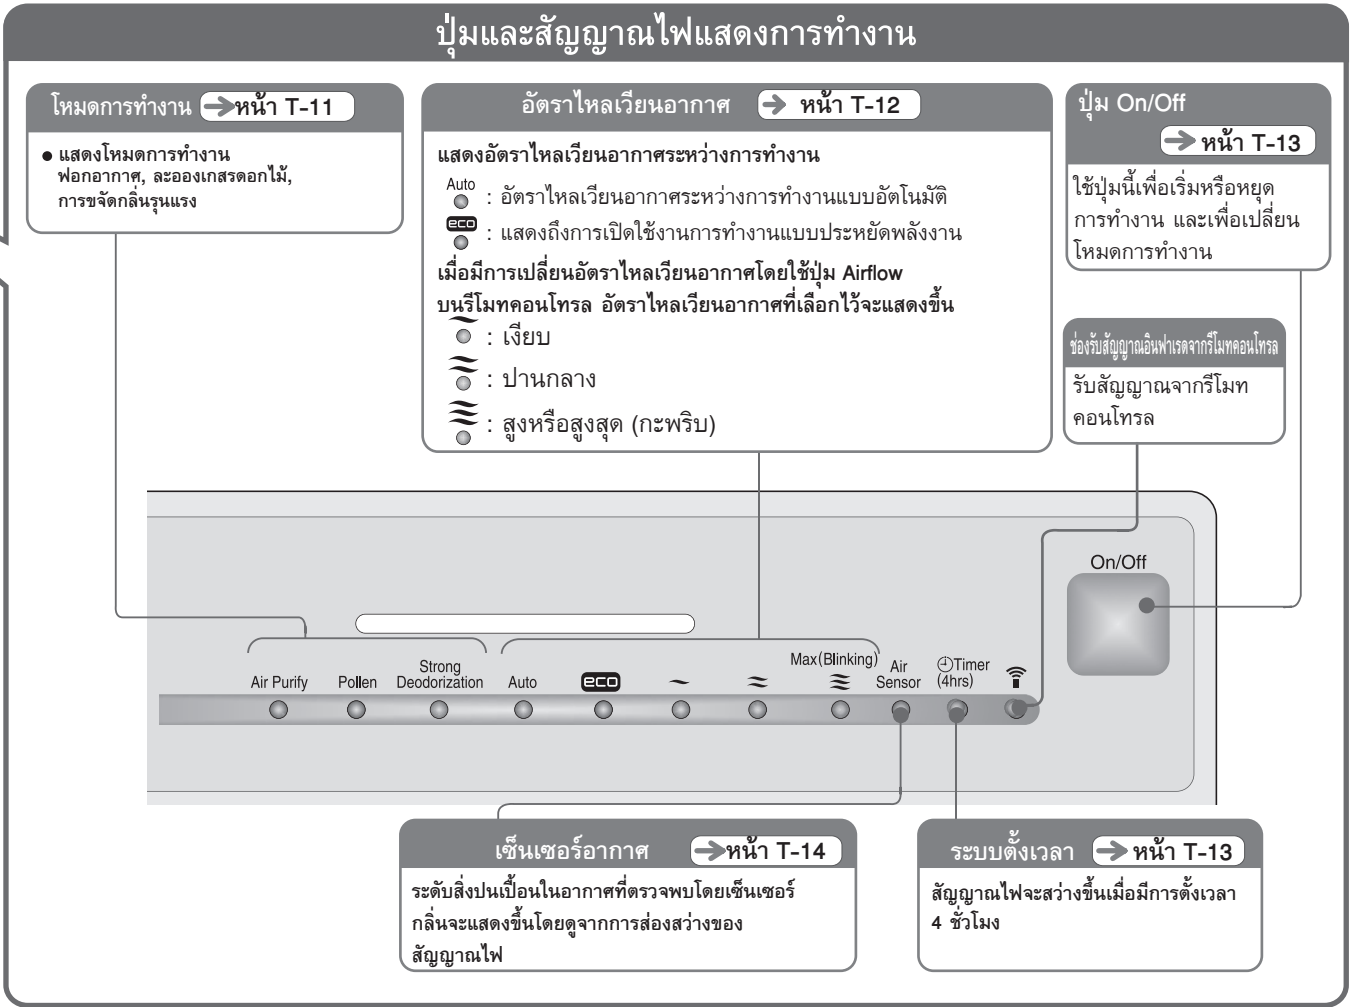 ปุ่มและสัญญาณไฟแสดงการทำงาน
โหมดการทำงาน หน้า T-11
● แสดงโหมดการทำงาน
ฟอกอากาศ, ละอองเกสรดอกไม้,
การขจัดกลิ่นรุนแรง
อัตราไหลเวียนอากาศ หน้า T-12
แสดงอัตราไหลเวียนอากาศระหว่างการทำงาน
Auto
: อัตราไหลเวียนอากาศระหว่างการทำงานแบบอัตโนมัติ
eco
: แสดงถึงการเปิดใช้งานการทำงานแบบประหยัดพลังงาน
เมื่อมีการเปลี่ยนอัตราไหลเวียนอากาศโดยใช้ปุ่ม Airflow
บนรีโมทคอนโทรล อัตราไหลเวียนอากาศที่เลือกไว้จะแสดงขึ้น
: เงียบ
: ปานกลาง
: สูงหรือสูงสุด (กะพริบ)
ปุ่ม On/Off
หน้า T-13
ใช้ปุ่มนี้เพื่อเริ่มหรือหยุด
การทำงาน และเพื่อเปลี่ยน
โหมดการทำงาน
ช่องรับสัญญาณอินฟาเรดจากรีโมทคอนโทรล
รับสัญญาณจากรีโมท
คอนโทรล
On/Off
Air Purify
Pollen
Strong
Deodorization
Auto
eco
Max(Blinking)
Air
Sensor
Timer
(4hrs)
เซ็นเซอร์อากาศ หน้า T-14
ระดับสิ่งปนเปื้อนในอากาศที่ตรวจพบโดยเซ็นเซอร์
กลิ่นจะแสดงขึ้นโดยดูจากการส่องสว่างของ
สัญญาณไฟ
ระบบตั้งเวลา หน้า T-13
สัญญาณไฟจะสว่างขึ้นเมื่อมีการตั้งเวลา
4 ชั่วโมง